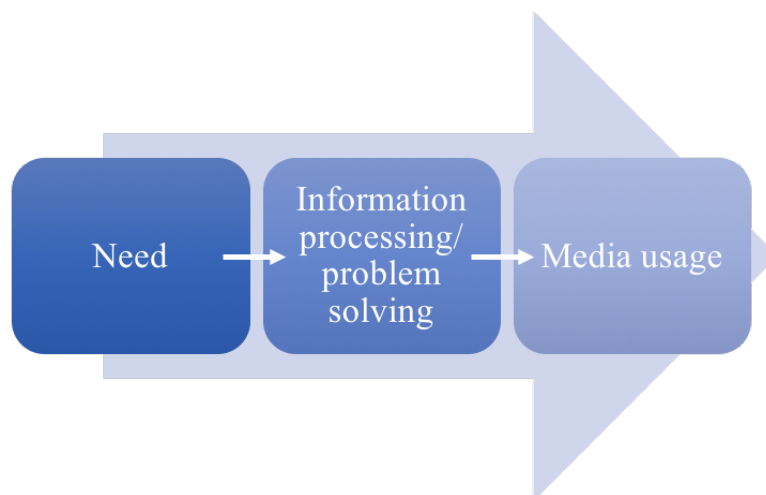 Need
Information
processing/
problem
solving
Media usage